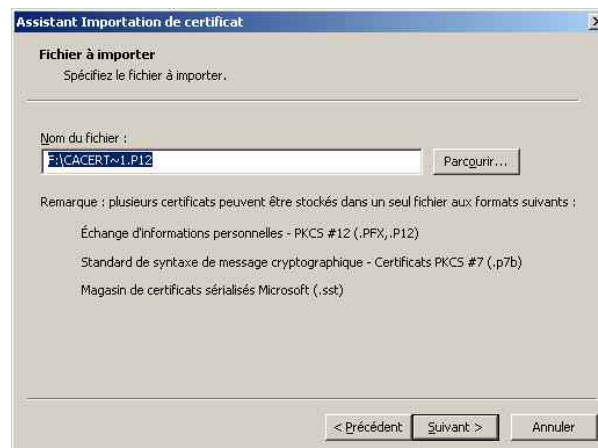 Assistant Importation de certificat
Fichier à importer
Spécifiez le fichier à importer.
Nom du fichier :
F:\CACERT~1.P12
Parcourir...
Remarque : plusieurs certificats peuvent être stockés dans un seul fichier aux formats suivants :
Échange d'informations personnelles - PKCS #12 (.PFX,.P12)
Standard de syntaxe de message cryptographique - Certificats PKCS #7 (.p7b)
Magasin de certificats sérialisés Microsoft (.sst)
< Précédent Suivant > Annuler